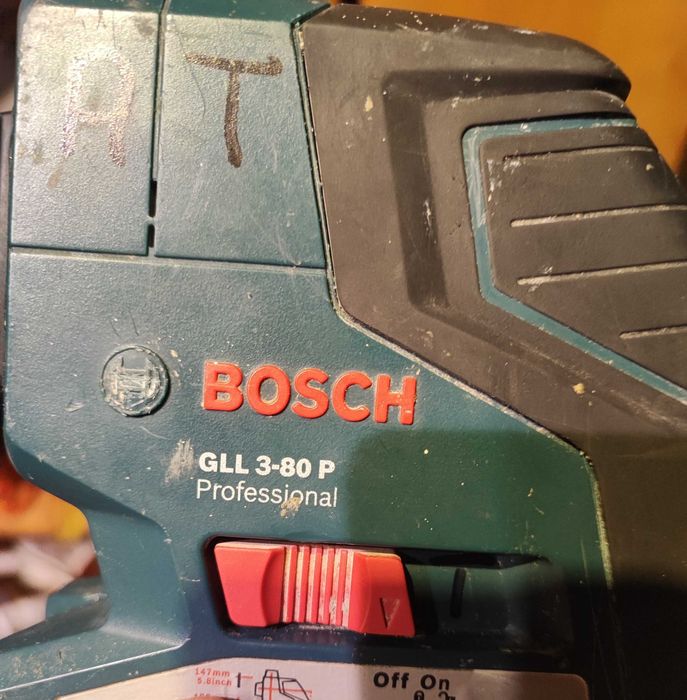 A T
BOSCH
GLL 3-80 P
Professional
147mm
5.8inch
Off On